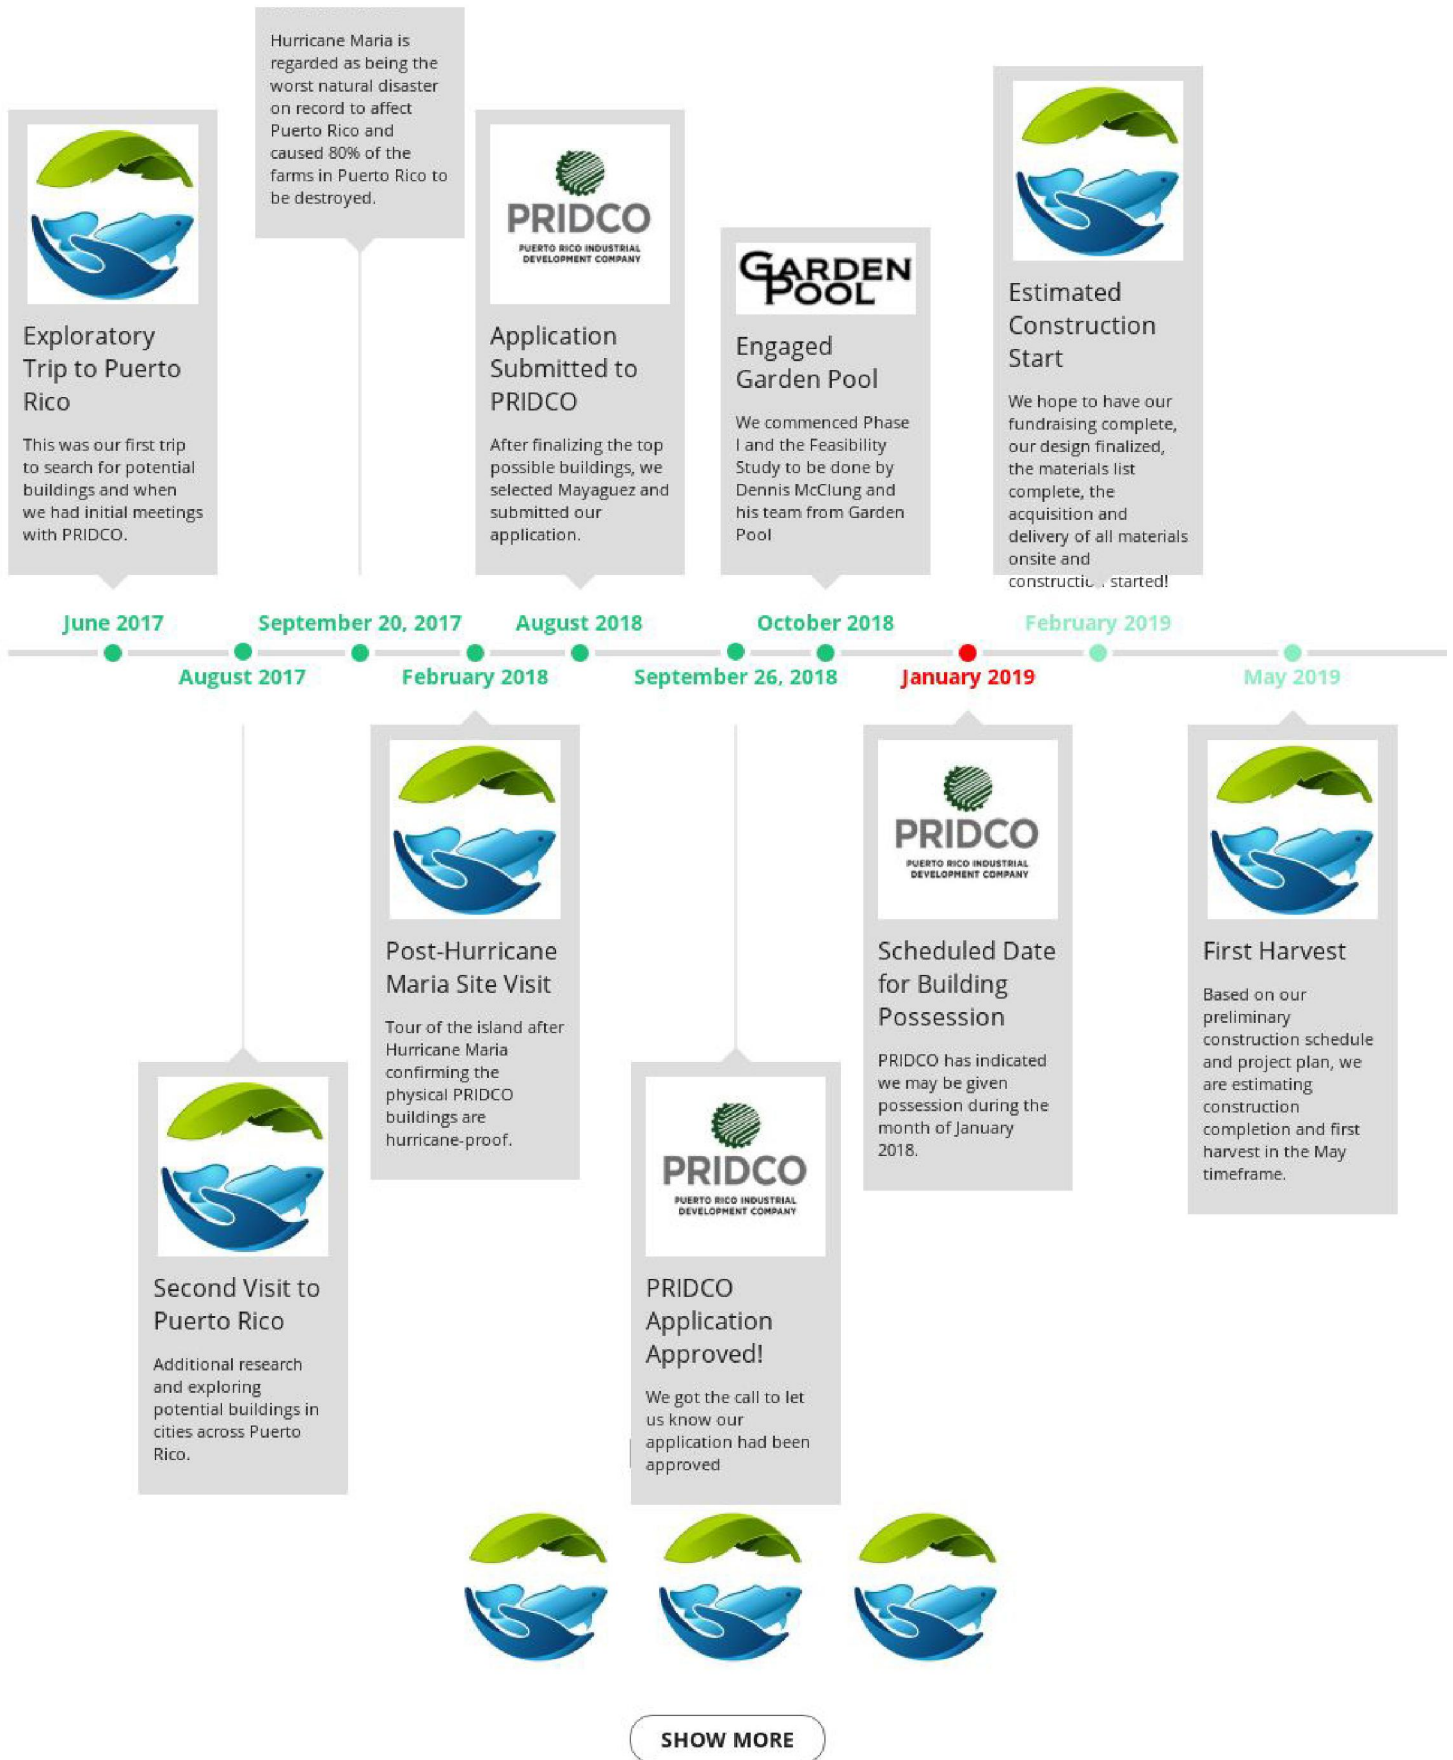 Hurricane Maria is
regarded as being the
worst natural disaster
on record to affect
Puerto Rico and
caused 80% of the
farms in Puerto Rico to
be destroyed.
Exploratory
Trip to Puerto
Rico
This was our first trip
to search for potential
buildings and when
we had initial meetings
with PRIDCO.
PRIDCO
PUERTO RICO INDUSTRIAL
DEVELOPMENT COMPANY
Application
Submitted to
PRIDCO
After finalizing the top
possible buildings, we
selected Mayaguez and
submitted our
application.
GARDEN
POOL
Engaged
Garden Pool
We commenced Phase
I and the Feasibility
Study to be done by
Dennis McClung and
his team from Garden
Pool
Estimated
Construction
Start
We hope to have our
fundraising complete,
our design finalized,
the materials list
complete, the
acquisition and
delivery of all materials
onsite and
started!
June 2017
September 20, 2017
August 2018
October 2018
February 2019
August 2017
February 2018
September 26, 2018
January 2019
May 2019
Second Visit to
Puerto Rico
Additional research
and exploring
potential buildings in
cities across Puerto
Rico.
Post-Hurricane
Maria Site Visit
Tour of the island after
Hurricane Maria
confirming the
physical PRIDCO
buildings are
hurricane-proof.
PRIDCO
PUERTO RICO INDUSTRIAL
DEVELOPMENT COMPANY
PRIDCO
Application
Approved!
We got the call to let
us know our
application had been
approved
PRIDCO
PUERTO RICO INDUSTRIAL
DEVELOPMENT COMPANY
Scheduled Date
for Building
Possession
PRIDCO has indicated
we may be given
possession during the
month of January
2018.
First Harvest
Based on our
preliminary
construction schedule
and project plan, we
are estimating
construction
completion and first
harvest in the May
timeframe.
SHOW MORE